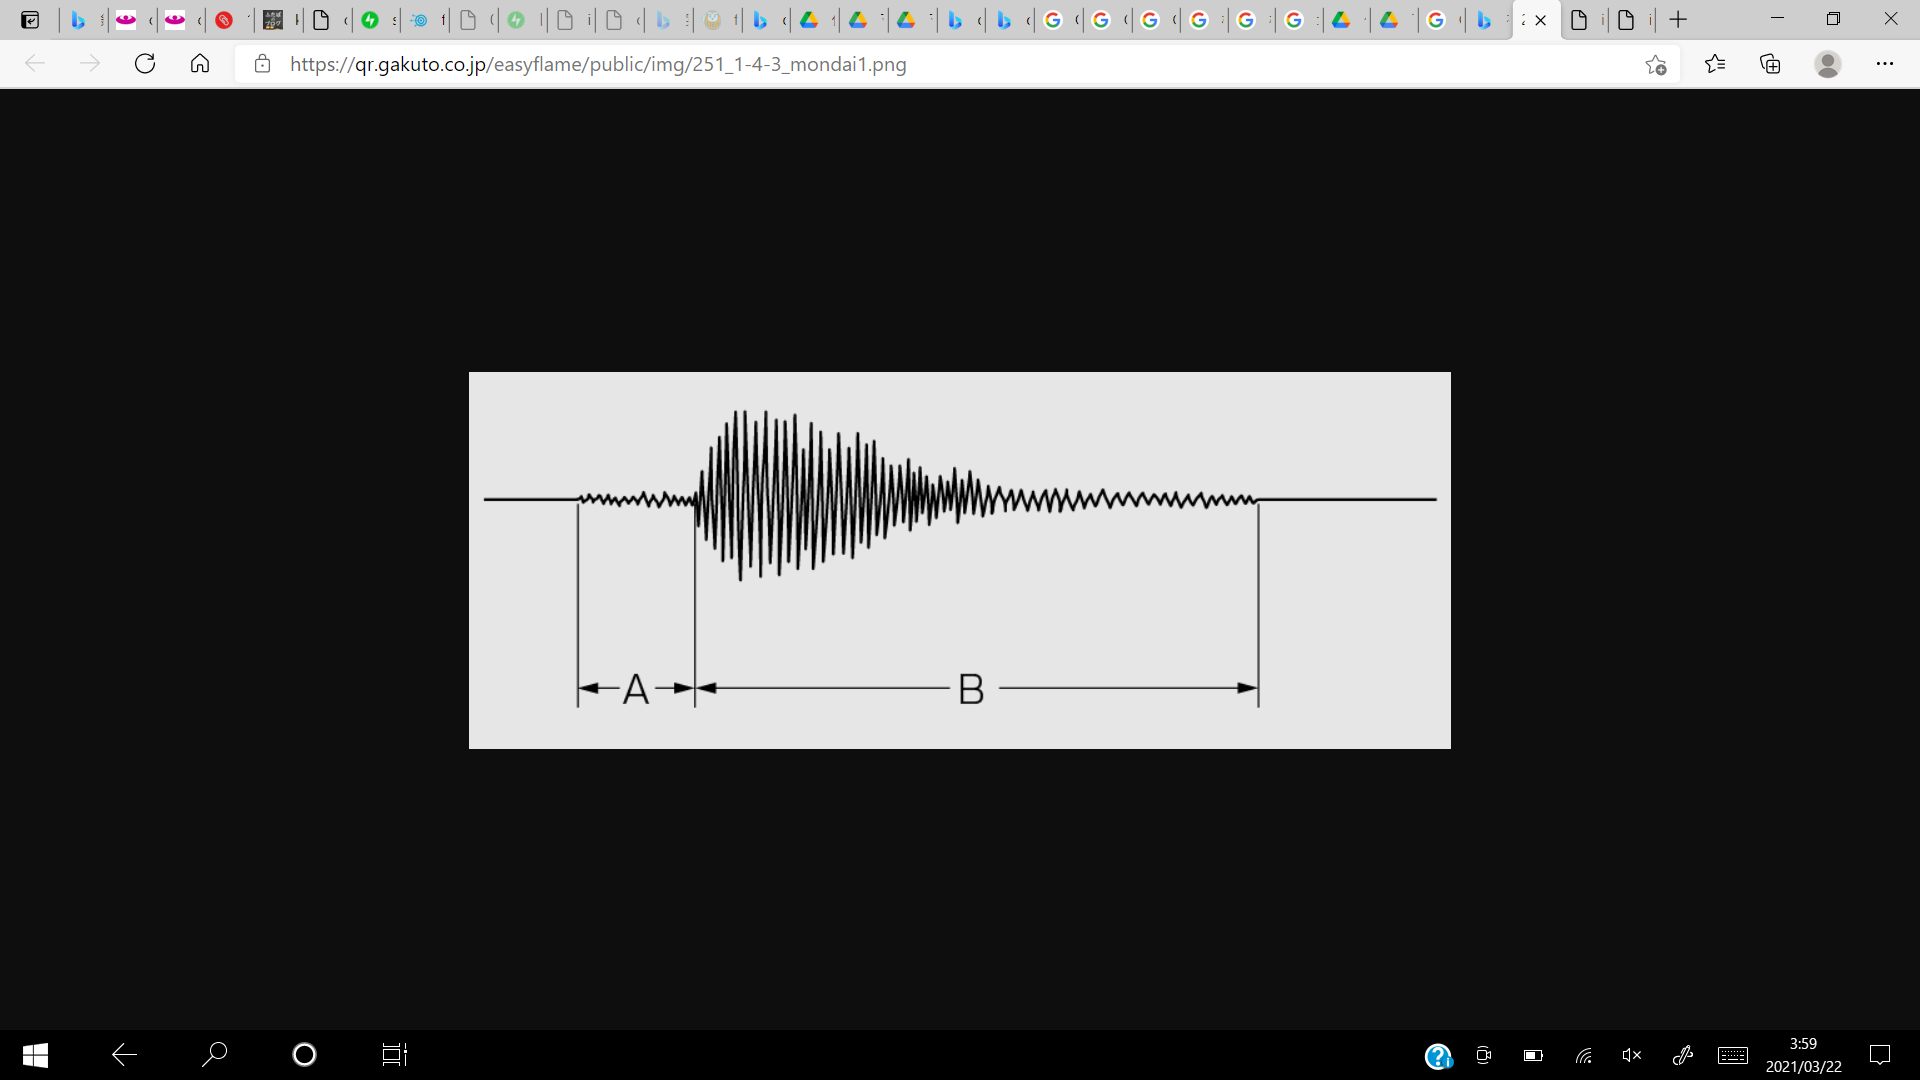 https://qr.gakuto.co.jp/easyflame/public/img/251_1-4-3_mondai1.png
A
B
3:59
2021/03/22